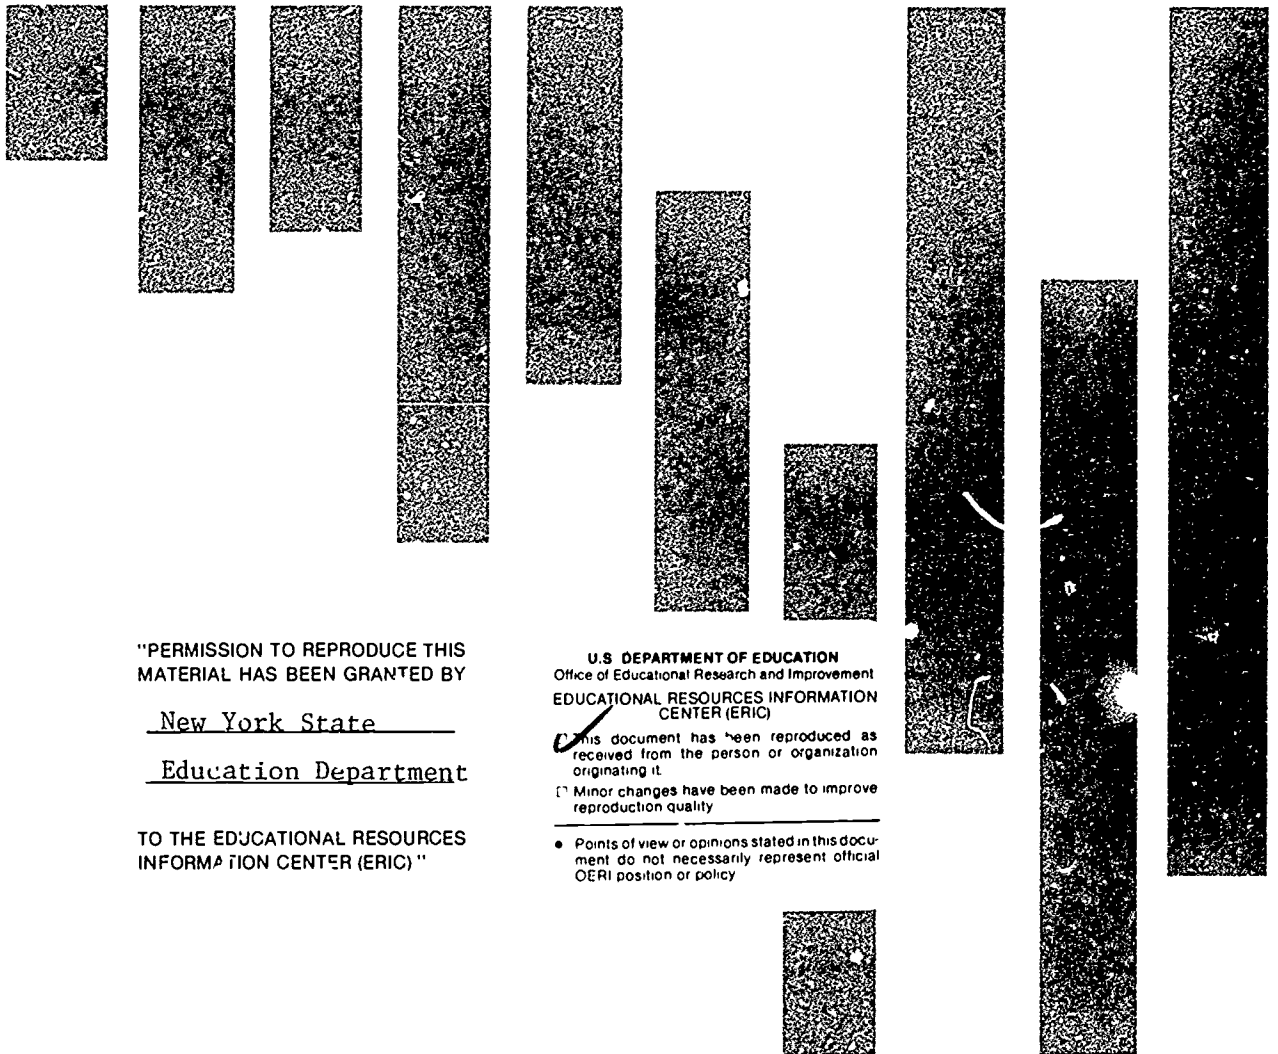 "PERMISSION TO REPRODUCE THIS
MATERIAL HAS BEEN GRANTED BY
New York State
Education Department
TO THE EDUCATIONAL RESOURCES
INFORMATION CENTER (ERIC)"
U.S. DEPARTMENT OF EDUCATION
Office of Educational Research and Improvement
EDUCATIONAL RESOURCES INFORMATION
CENTER (ERIC)
This document has been reproduced as
received from the person or organization
originating it.
Minor changes have been made to improve
reproduction quality
• Points of view or opinions stated in this docu-
ment do not necessarily represent official
OERI position or policy